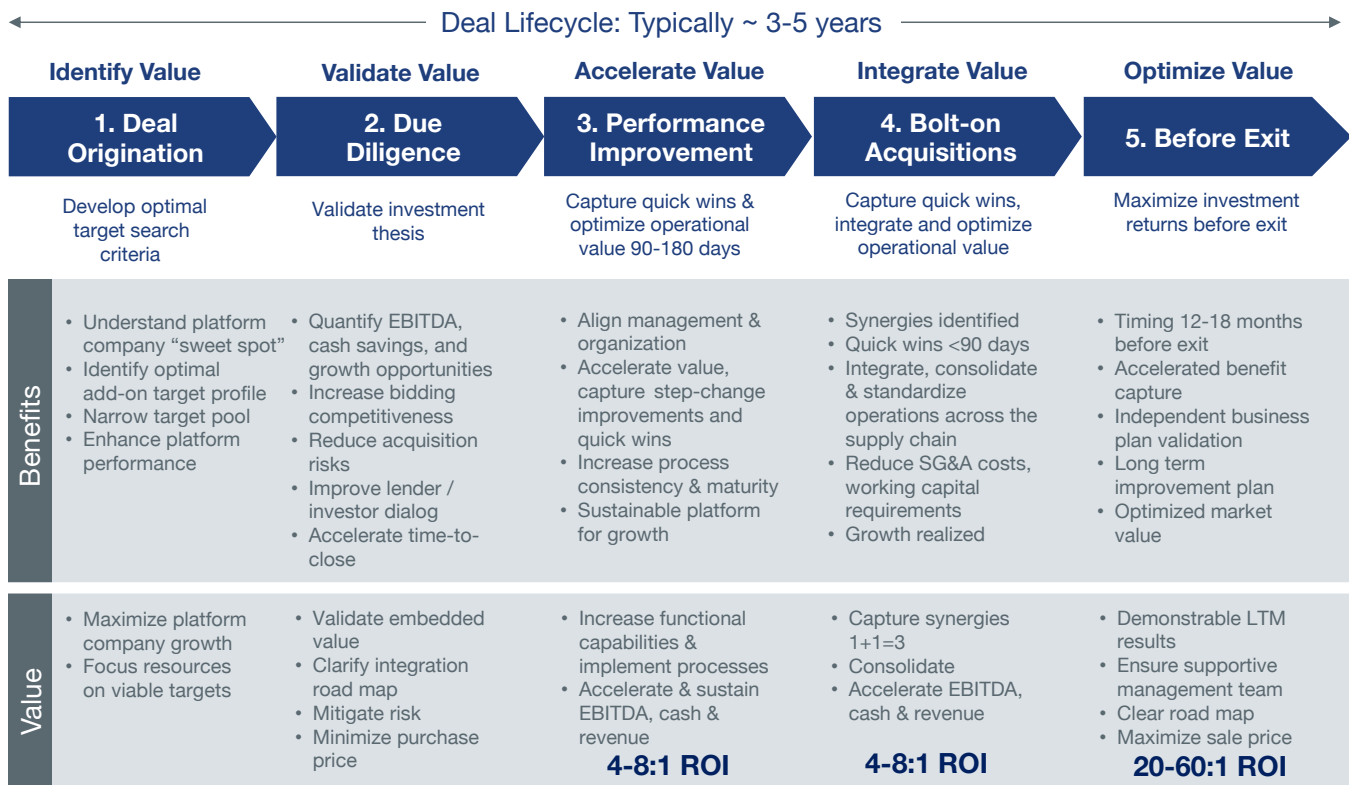 Deal Lifecycle: Typically ~ 3-5 years
Identify Value
Validate Value
Accelerate Value
Integrate Value
Optimize Value
1. Deal
Origination
2. Due
Diligence
3. Performance
Improvement
4. Bolt-on
Acquisitions
5. Before Exit
Develop optimal
target search
criteria
Validate investment
thesis
Capture quick wins &
optimize operational
value 90-180 days
Capture quick wins,
integrate and optimize
operational value
Maximize investment
returns before exit
Benefits
• Understand platform
company “sweet spot”
• Identify optimal
add-on target profile
• Narrow target pool
• Enhance platform
performance
• Quantify EBITDA,
cash savings, and
growth opportunities
• Increase bidding
competitiveness
• Reduce acquisition
risks
• Improve lender /
investor dialog
• Accelerate time-to-
close
• Align management &
organization
• Accelerate value,
capture step-change
improvements and
quick wins
• Increase process
consistency & maturity
• Sustainable platform
for growth
• Synergies identified
• Quick wins <90 days
• Integrate, consolidate
& standardize
operations across the
supply chain
• Reduce SG&A costs,
working capital
requirements
• Growth realized
• Timing 12-18 months
before exit
• Accelerated benefit
capture
• Independent business
plan validation
• Long term
improvement plan
• Optimized market
value
Value
• Maximize platform
company growth
• Focus resources
on viable targets
• Validate embedded
value
• Clarify integration
road map
• Mitigate risk
• Minimize purchase
price
• Increase functional
capabilities &
implement processes
• Accelerate & sustain
EBITDA, cash &
revenue
4-8:1 ROI
• Capture synergies
1+1=3
• Consolidate
• Accelerate EBITDA,
cash & revenue
4-8:1 ROI
• Demonstrable LTM
results
• Ensure supportive
management team
• Clear road map
• Maximize sale price
20-60:1 ROI